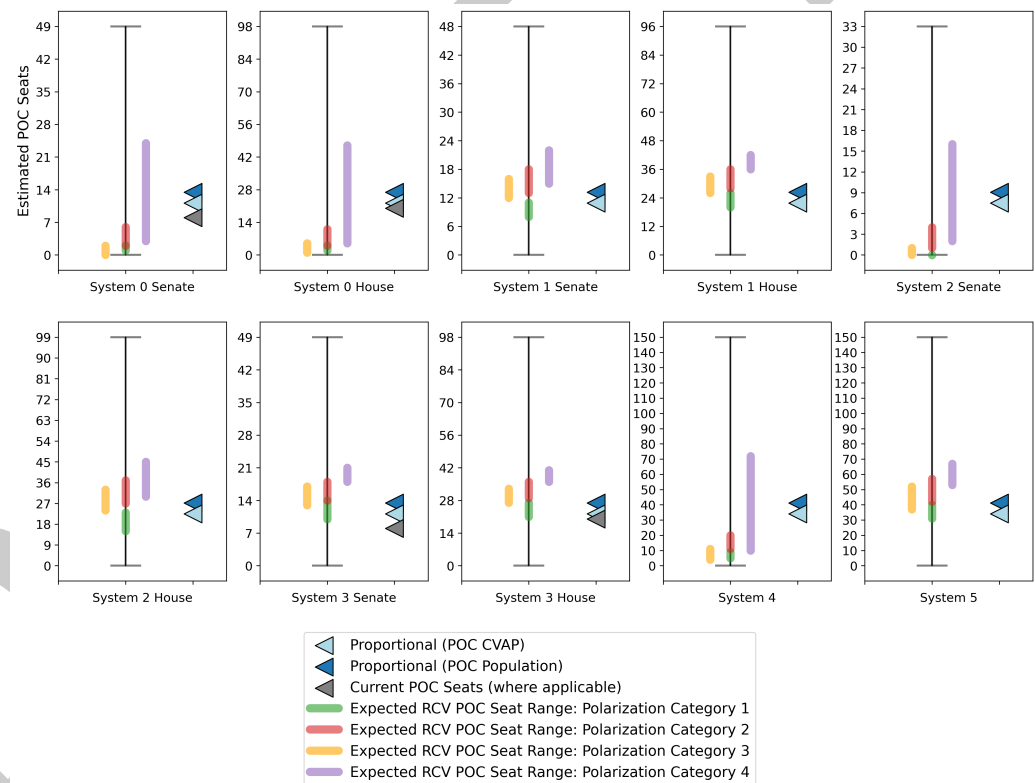 49 98 48 96 33
42 84 42 84 30
35 70 36 72 27
28 56 30 60 24
21 42 24 48 21
14 28 18 36 18
7 14 12 24 15
0 0 6 12 12
0 0 9
6
3
0
Estimated POC Seats
System 0 Senate System 0 House System 1 Senate System 1 House System 2 Senate
99 49 98 150 150
90 42 84 140 140
81 35 70 130 130
72 28 56 120 120
63 21 42 110 110
54 14 28 100 100
45 7 14 90 90
36 0 0 80 80
27 70 70
18 60 60
9 50 50
0 40 40
30 30
20 20
10 10
0 0
System 2 House System 3 Senate System 3 House System 4 System 5
Proportional (POC CVAP)
Proportional (POC Population)
Current POC Seats (where applicable)
Expected RCV POC Seat Range: Polarization Category 1
Expected RCV POC Seat Range: Polarization Category 2
Expected RCV POC Seat Range: Polarization Category 3
Expected RCV POC Seat Range: Polarization Category 4